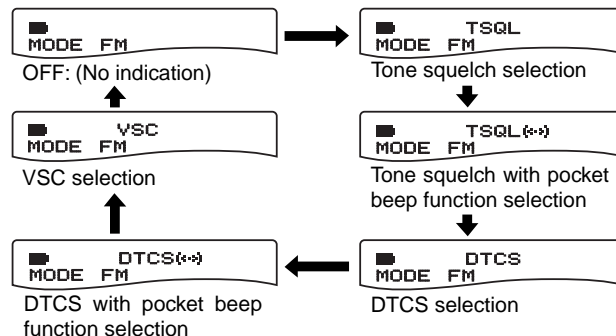 MODE FM
OFF: (No indication)
TSQL
MODE FM
Tone squelch selection
TSQL((••))
MODE FM
Tone squelch with pocket
beep function selection
DTCS
MODE FM
DTCS selection
DTCS((••))
MODE FM
DTCS with pocket beep
function selection
VSC
MODE FM
VSC selection